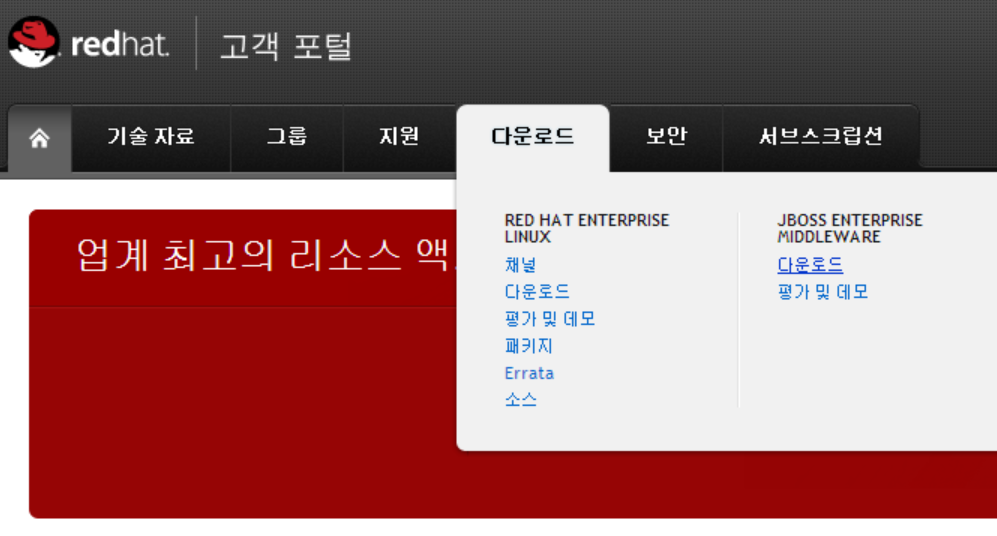 redhat. 고객 포털
기술 자료 그룹 지원 다운로드 보안 서브스크립션
업계 최고의 리소스
RED HAT ENTERPRISE
LINUX
채널
다운로드
평가 및 데모
패키지
Errata
소스
JBOSS ENTERPRISE
MIDDLEWARE
다운로드
평가 및 데모